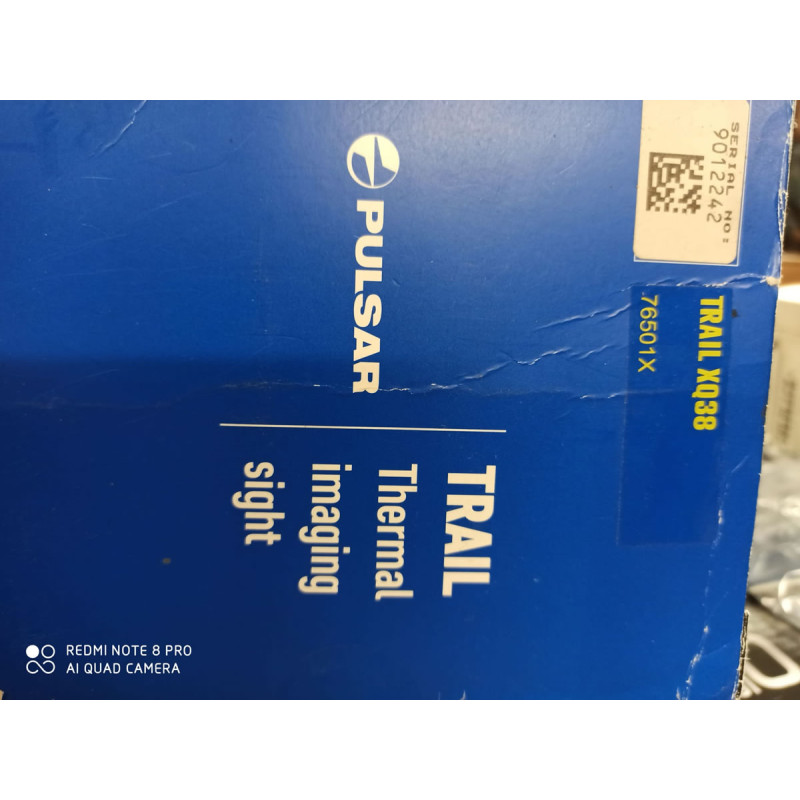 SERIAL NO:
9012242
TRAIL XQ38
76501X
PULSAR
TRAIL
Thermal
imaging
sight
REDMI NOTE 8 PRO
AI QUAD CAMERA